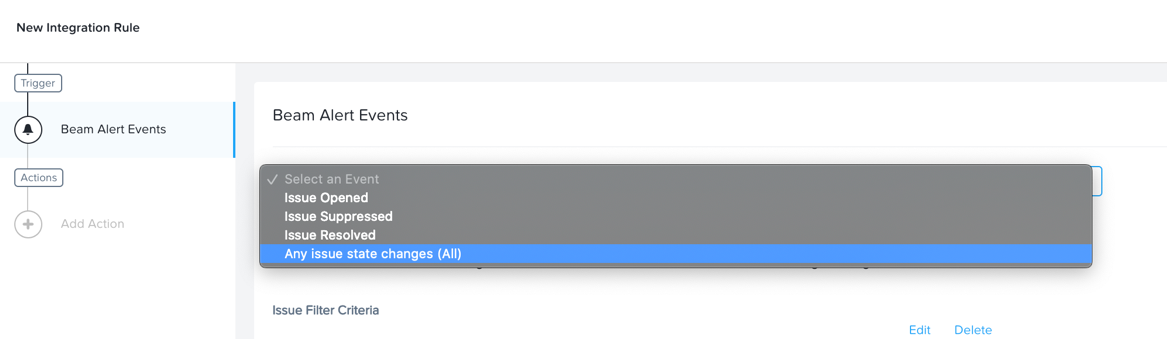 New Integration Rule
Trigger
Beam Alert Events
Actions
Add Action
Beam Alert Events
Select an Event
Issue Opened
Issue Suppressed
Issue Resolved
Any issue state changes (All)
Issue Filter Criteria
Edit Delete